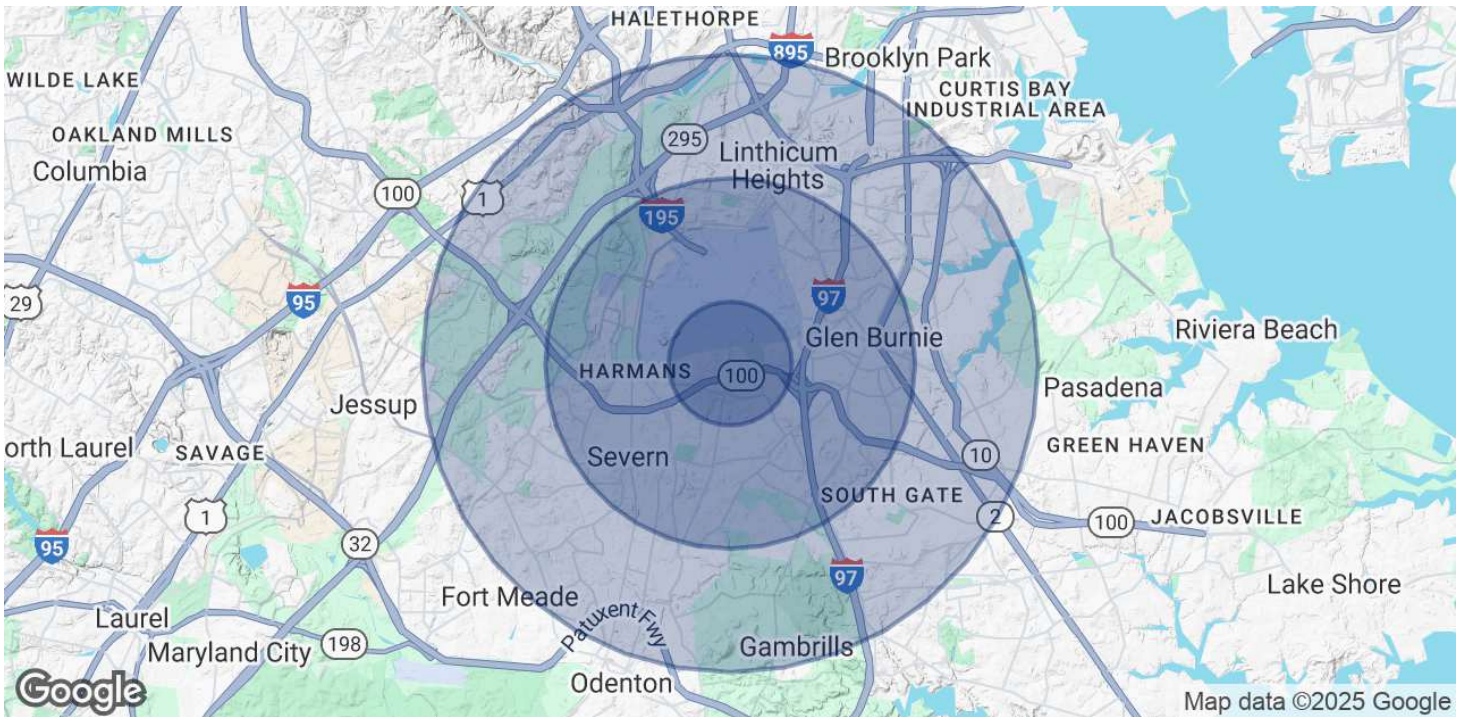 HALETHORPE
895
Brooklyn Park
WILDE LAKE
CURTIS BAY
INDUSTRIAL AREA
OAKLAND MILLS
295
Columbia
Linthicum
Heights
100
1
195
29
95
97
Riviera Beach
Glen Burnie
HARMANS
100
Pasadena
Jessup
GREEN HAVEN
orth Laurel
SAVAGE
Severn
10
SOUTH GATE
1
2
100
JACOBSVILLE
95
32
97
Lake Shore
Fort Meade
Laurel
Patuxent Fwy
198
Maryland City
Gambrills
Odenton
Google
Map data ©2025 Google